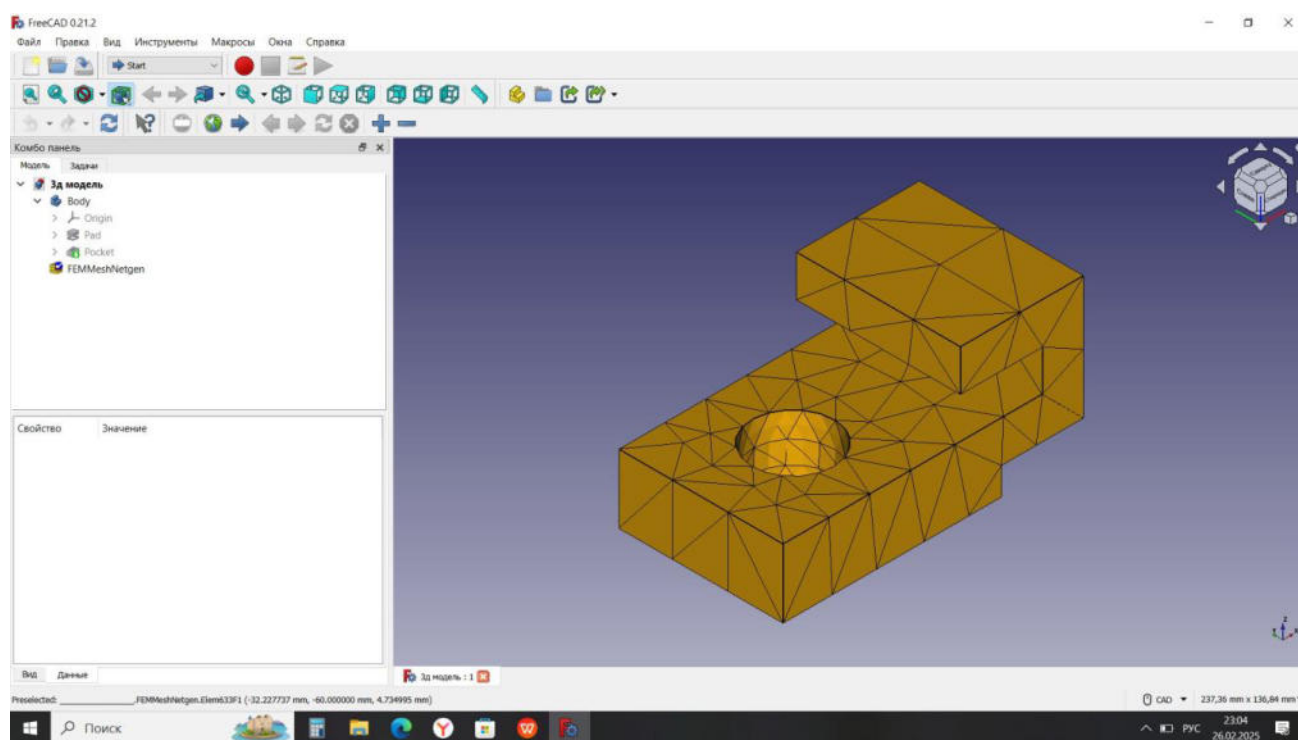 FreeCAD 0.21.2
Файл Правка Вид Инструменты Макросы Окна Справка
Start
Комбо панель
Модель Задачи
3д модель
Body
Origin
Pad
Pocket
FEMMeshNetgen
Свойство Значение
Вид Данные
3д модель : 1
Preselected: .FEMMeshNetgen.Elem633F1 (-32.227737 mm, -60.000000 mm, 4.734995 mm)
CAD 237,36 mm x 136,84 mm
Поиск
РУС
23:04
26.02.2025